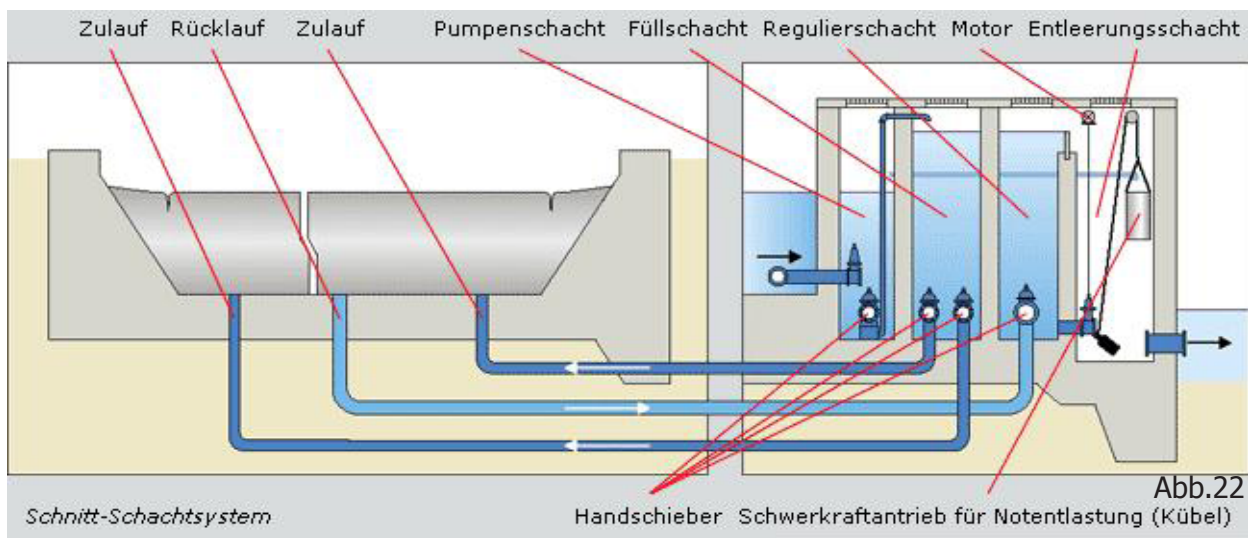 Zulauf Rücklauf Zulauf Pumpenschacht Füllschacht Regulierschacht Motor Entleerungsschacht
Abb.22
Schnitt-Schachtsystem Handschieber Schwerkraftantrieb für Notentlastung (Kübel)